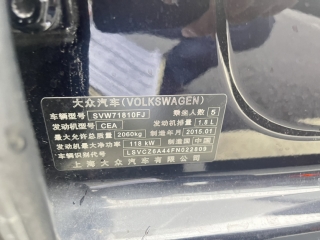 大众汽车(VOLKSWAGEN)
车辆型号 SVW71810FJ 乘坐人数 5
发动机型号 CEA 发动机排量 1.8 L
最大允许总质量 2060kg 制造年月 2015.01
发动机最大净功率 118 kW 制造国 中国
车辆识别代号 LSVCZ6A44FN022809
上海大众汽车有限公司